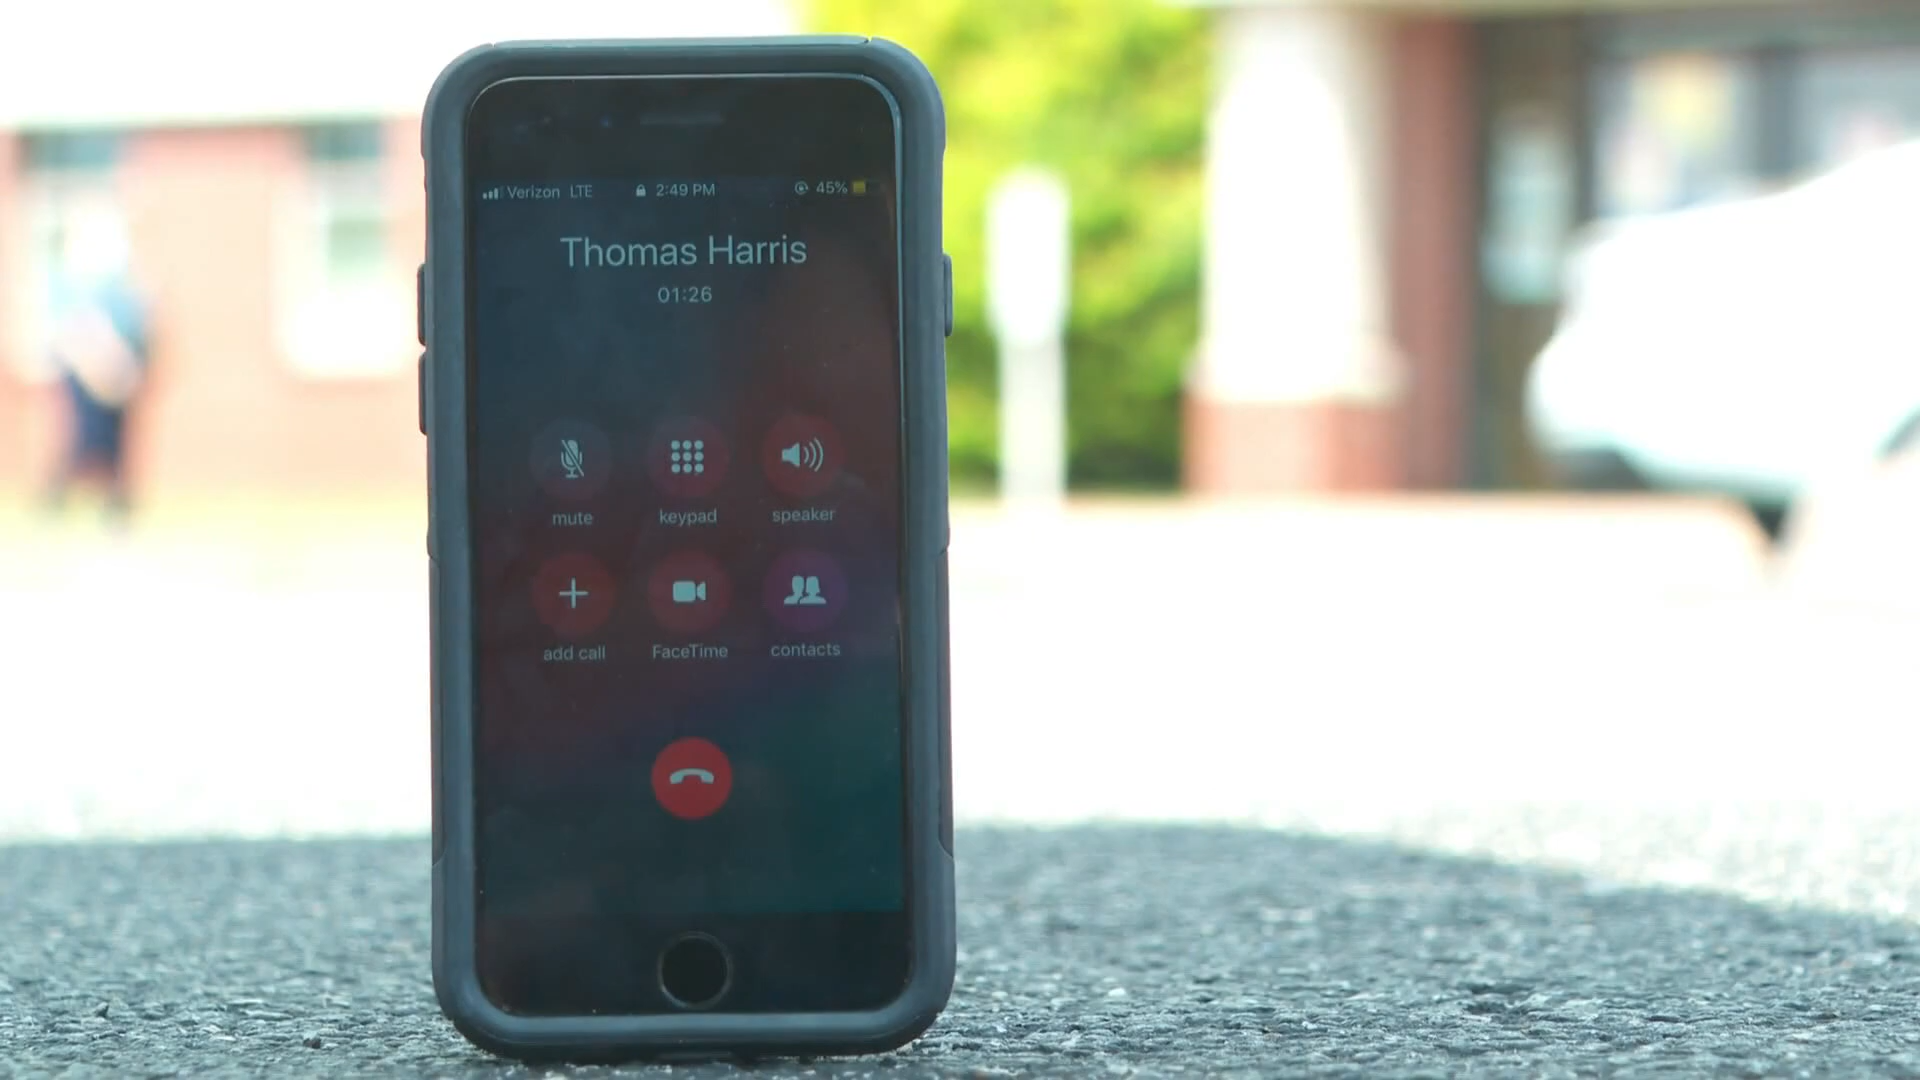 Verizon LTE 2:49 PM 45%
Thomas Harris
01:26
mute keypad speaker
add call FaceTime contacts